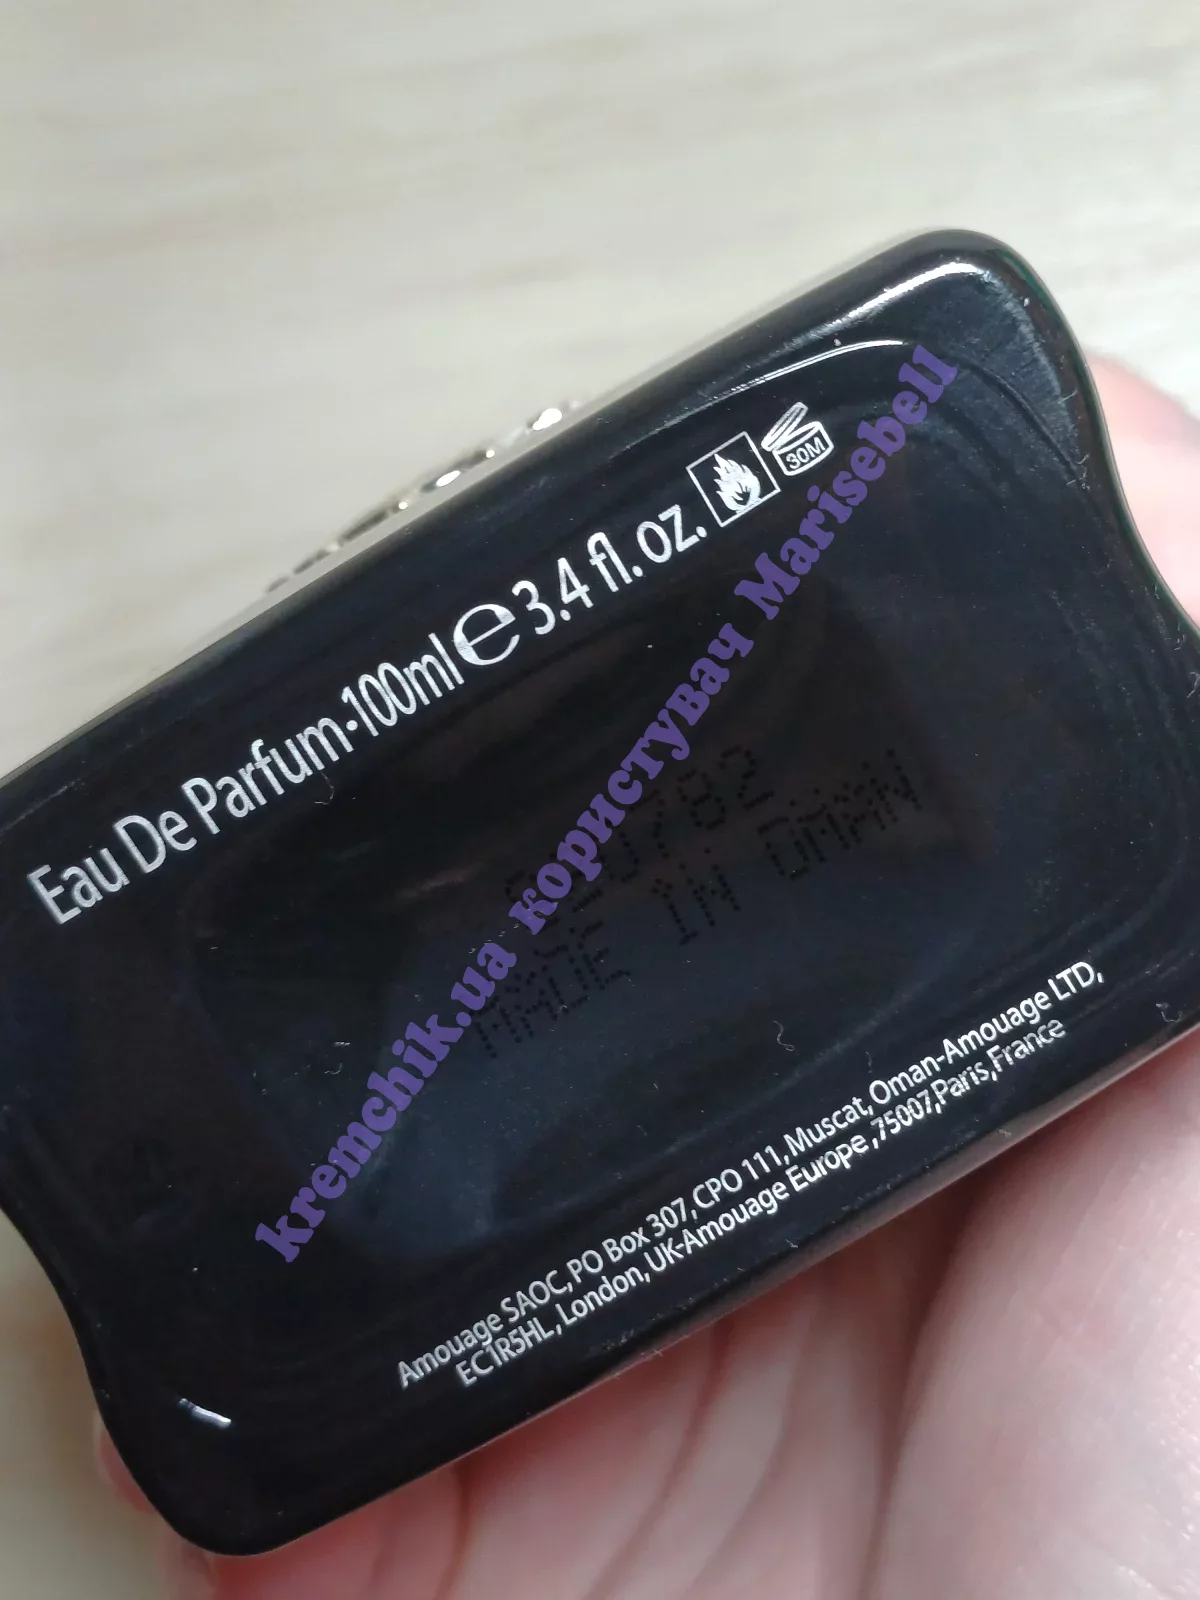 Eau De Parfum·100ml ℮ 3.4 fl. oz.
30M
MADE IN OMAN
Amouage SAOC,PO Box 307,CPO 111,Muscat,Oman-Amouage LTD,
EC1R5HL,London,UK-Amouage Europe,75007,Paris,France
kremchik.ua користувач Marisebell